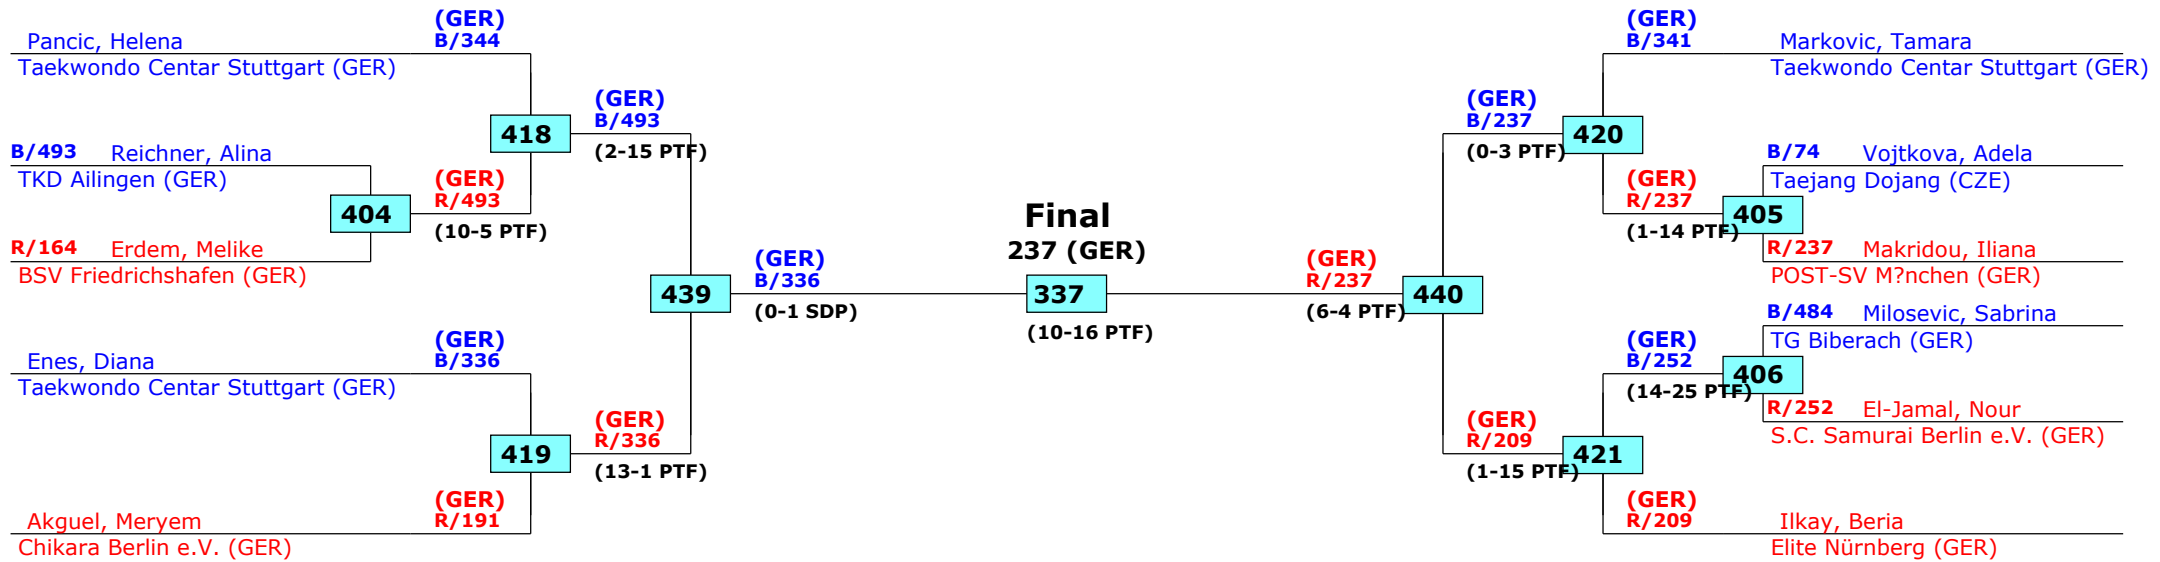 (GER)
B/344
Pancic, Helena
Taekwondo Centar Stuttgart (GER)
418
(GER)
B/493
(2-15 PTF)
B/493 Reichner, Alina
TKD Ailingen (GER)
404
(GER)
R/493
(10-5 PTF)
R/164 Erdem, Melike
BSV Friedrichshafen (GER)
439
(GER)
B/336
(0-1 SDP)
(GER)
B/336
Enes, Diana
Taekwondo Centar Stuttgart (GER)
419
(GER)
R/336
(13-1 PTF)
(GER)
R/191
Akguel, Meryem
Chikara Berlin e.V. (GER)
Final
237 (GER)
337
(10-16 PTF)
(GER)
R/237
(6-4 PTF)
440
(GER)
B/237
(0-3 PTF)
420
(GER)
B/341
Markovic, Tamara
Taekwondo Centar Stuttgart (GER)
(GER)
R/237
(1-14 PTF)
405
B/74 Vojtkova, Adela
Taejang Dojang (CZE)
R/237 Makridou, Iliana
POST-SV M?nchen (GER)
B/484 Milosevic, Sabrina
TG Biberach (GER)
(GER)
B/252
(14-25 PTF)
406
R/252 El-Jamal, Nour
S.C. Samurai Berlin e.V. (GER)
(GER)
R/209
(1-15 PTF)
421
(GER)
R/209
Ilkay, Beria
Elite Nürnberg (GER)